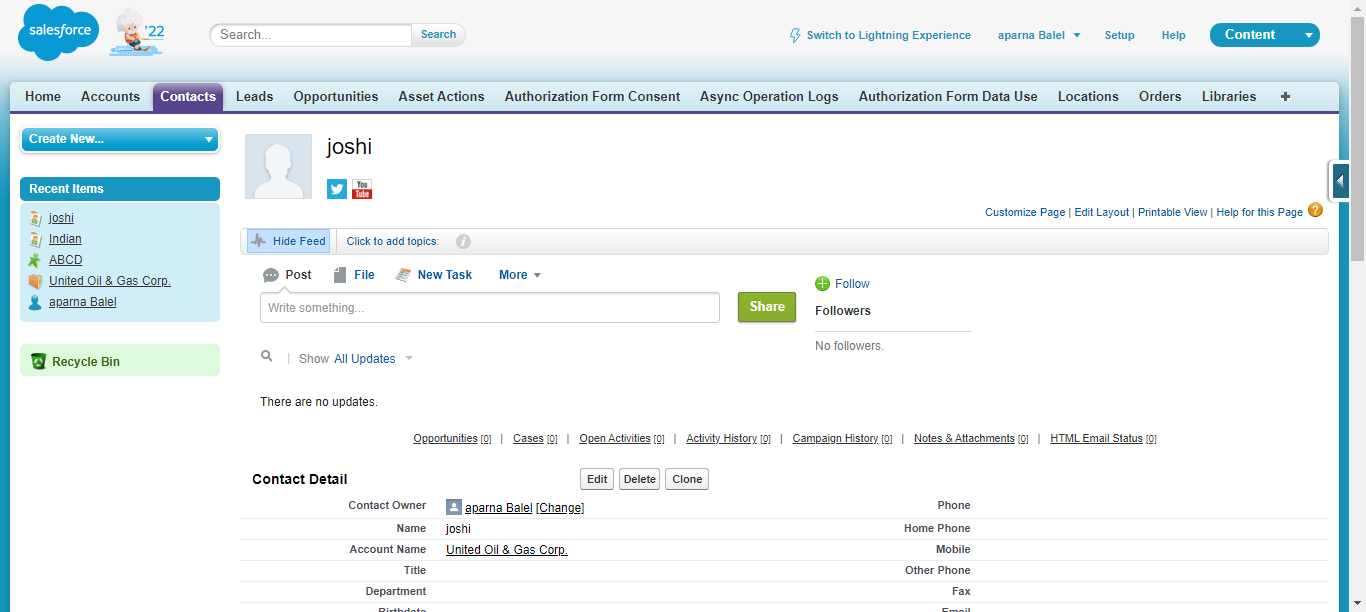 salesforce '22
Search... Search
Switch to Lightning Experience aparna Balel Setup Help Content
Home Accounts Contacts Leads Opportunities Asset Actions Authorization Form Consent Async Operation Logs Authorization Form Data Use Locations Orders Libraries +
Create New...
Recent Items
joshi
Indian
ABCD
United Oil & Gas Corp.
aparna Balel
Recycle Bin
joshi
You Tube
Customize Page | Edit Layout | Printable View | Help for this Page ?
Hide Feed Click to add topics: i
Post File New Task More
Write something... Share
Follow
Followers
No followers.
Show All Updates
There are no updates.
Opportunities [0] | Cases [0] | Open Activities [0] | Activity History [0] | Campaign History [0] | Notes & Attachments [0] | HTML Email Status [0]
Contact Detail Edit Delete Clone
Contact Owner aparna Balel [Change] Phone
Name joshi Home Phone
Account Name United Oil & Gas Corp. Mobile
Title Other Phone
Department Fax
Birthdate Email